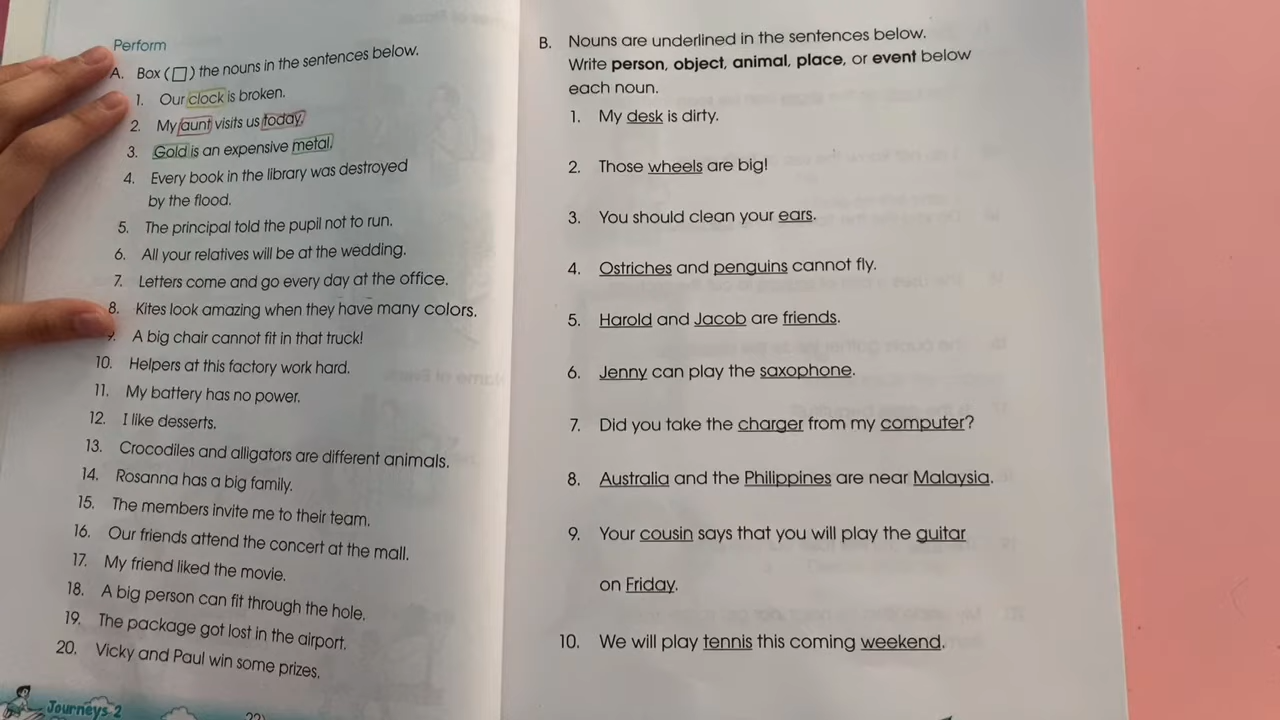 Perform
A. Box (□) the nouns in the sentences below.
1. Our clock is broken.
2. My aunt visits us today.
3. Gold is an expensive metal.
4. Every book in the library was destroyed
by the flood.
5. The principal told the pupil not to run.
6. All your relatives will be at the wedding.
7. Letters come and go every day at the office.
8. Kites look amazing when they have many colors.
9. A big chair cannot fit in that truck!
10. Helpers at this factory work hard.
11. My battery has no power.
12. I like desserts.
13. Crocodiles and alligators are different animals.
14. Rosanna has a big family.
15. The members invite me to their team.
16. Our friends attend the concert at the mall.
17. My friend liked the movie.
18. A big person can fit through the hole.
19. The package got lost in the airport.
20. Vicky and Paul win some prizes.
Journeys 2
B. Nouns are underlined in the sentences below.
Write person, object, animal, place, or event below
each noun.
1. My desk is dirty.
2. Those wheels are big!
3. You should clean your ears.
4. Ostriches and penguins cannot fly.
5. Harold and Jacob are friends.
6. Jenny can play the saxophone.
7. Did you take the charger from my computer?
8. Australia and the Philippines are near Malaysia.
9. Your cousin says that you will play the guitar
on Friday.
10. We will play tennis this coming weekend.